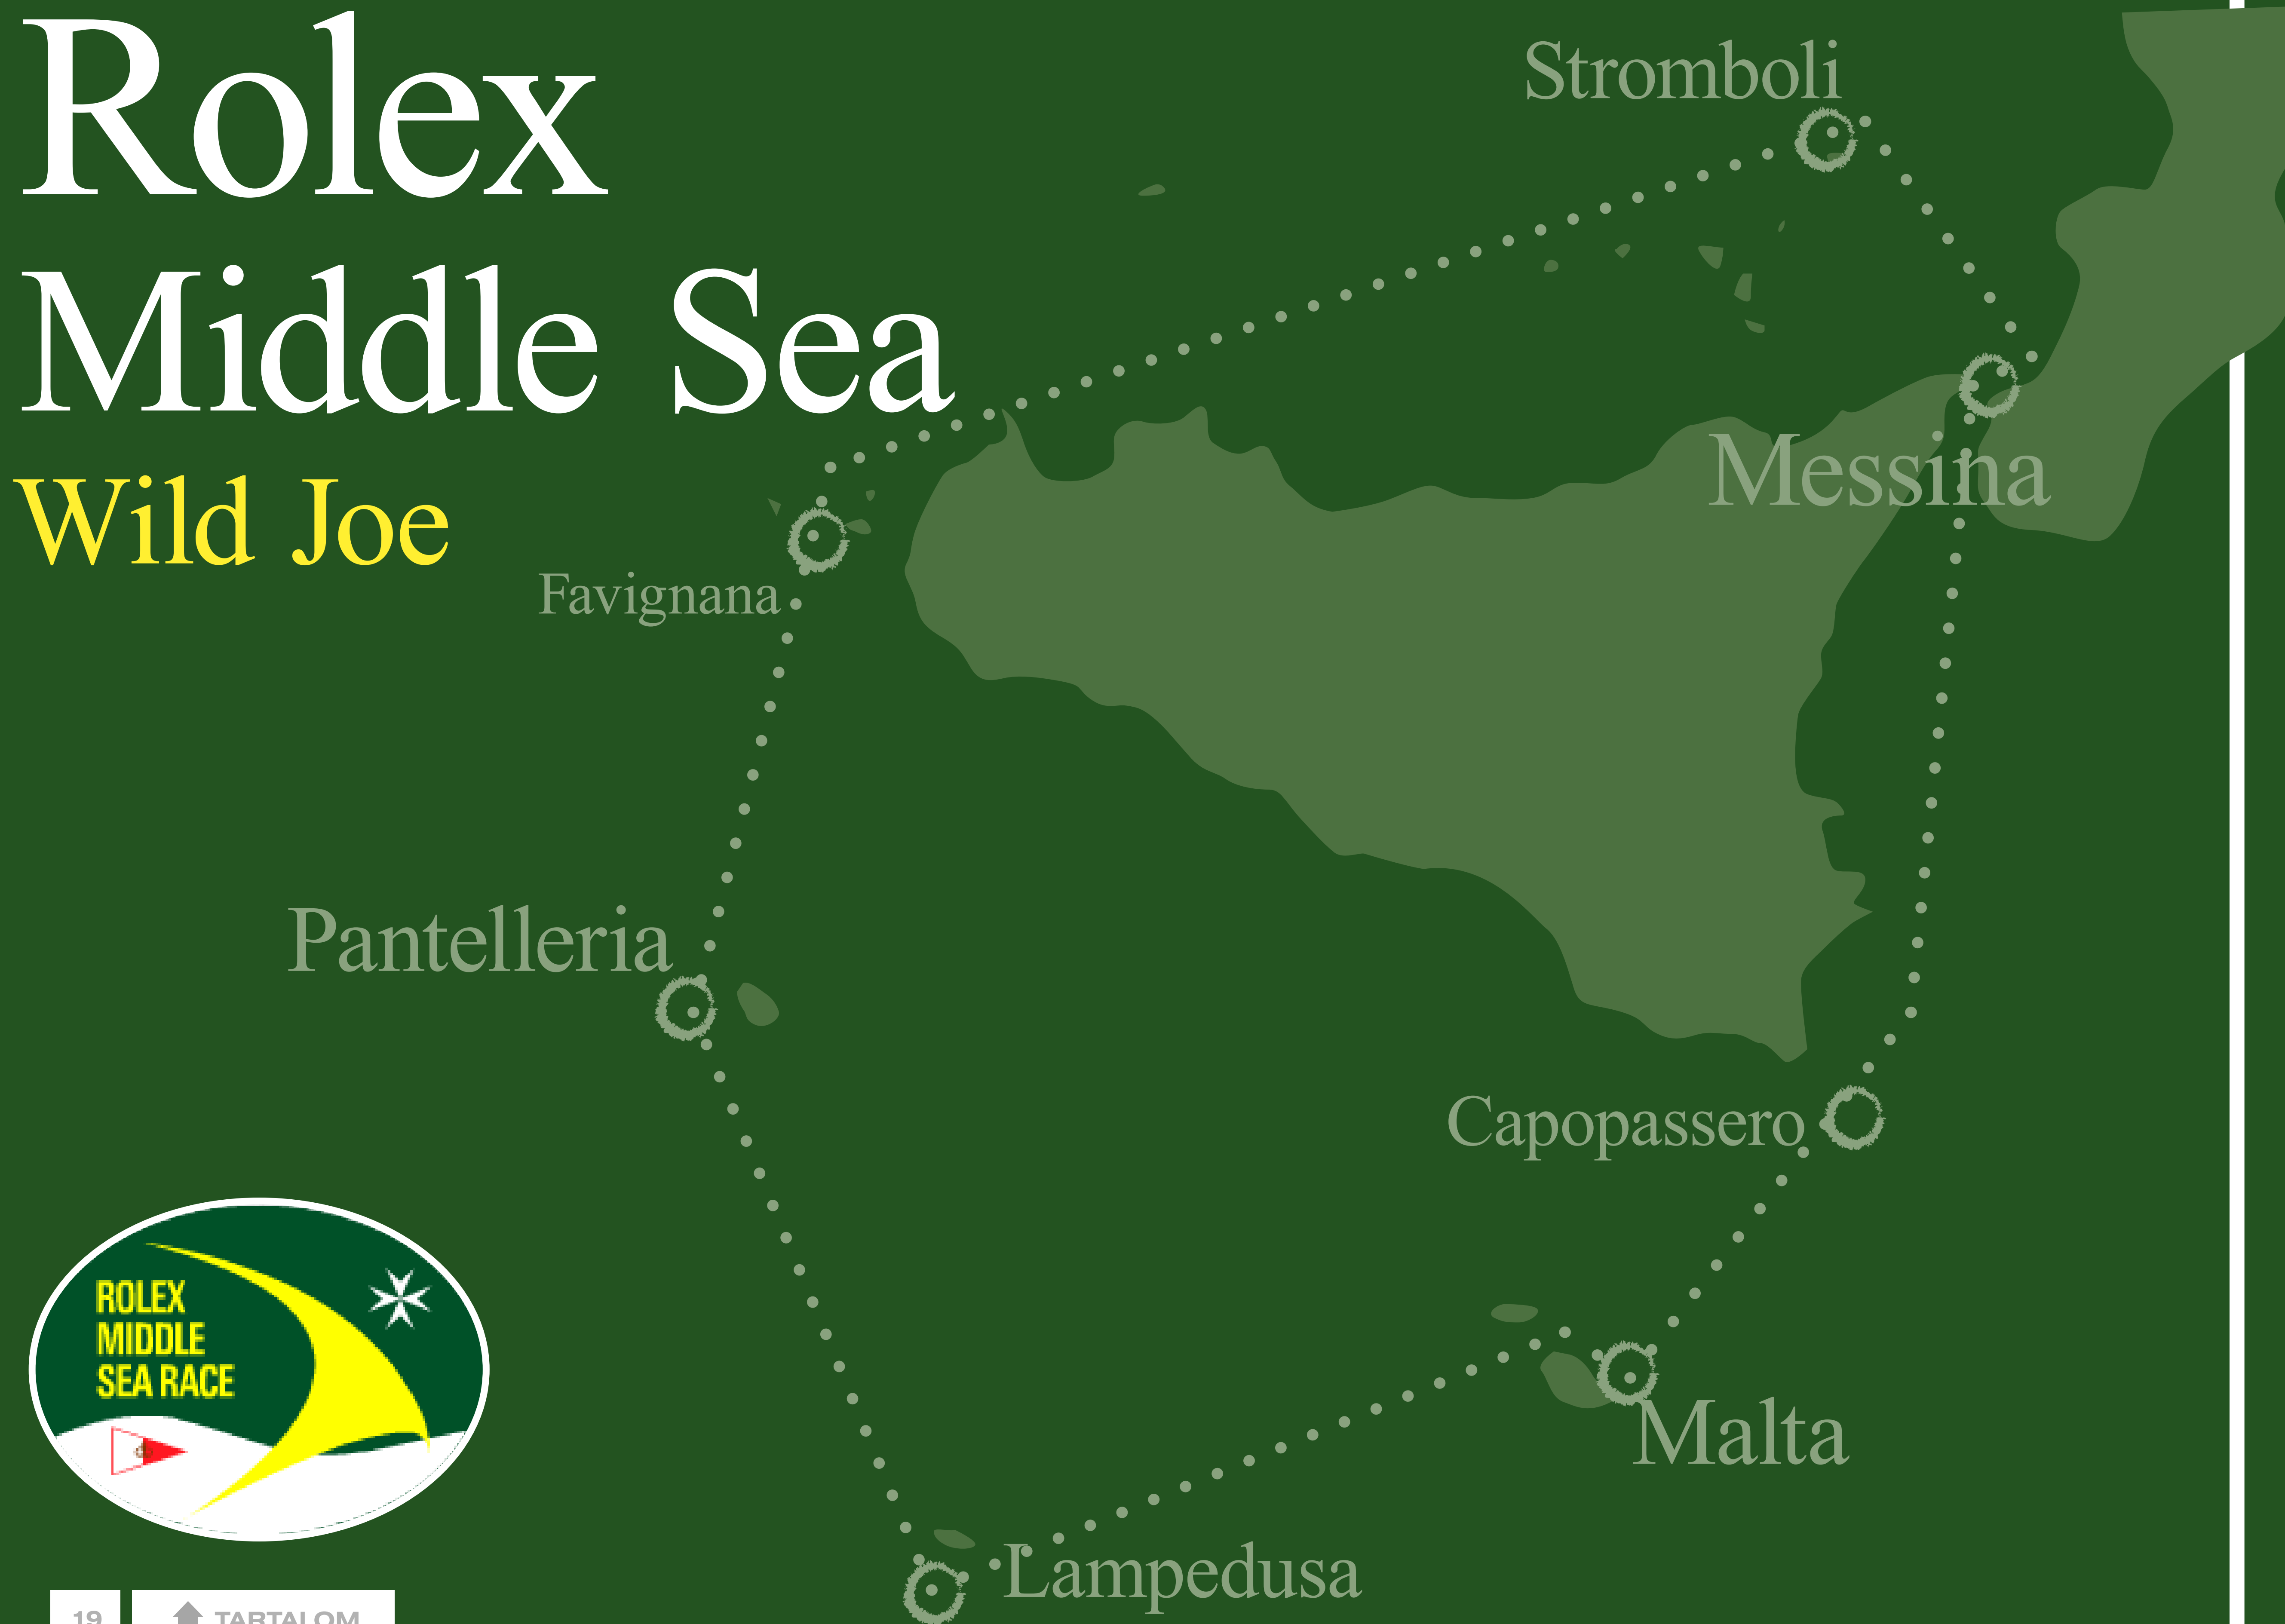 Rolex
Middle Sea
Wild Joe
Stromboli
Messina
Favignana
Pantelleria
Capopassero
Malta
Lampedusa
ROLEX
MIDDLE
SEA RACE
19
TARTALOM